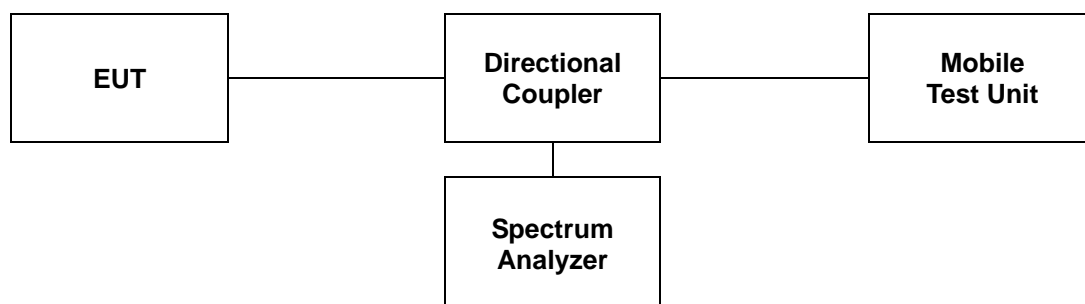 EUT
Directional
Coupler
Mobile
Test Unit
Spectrum
Analyzer